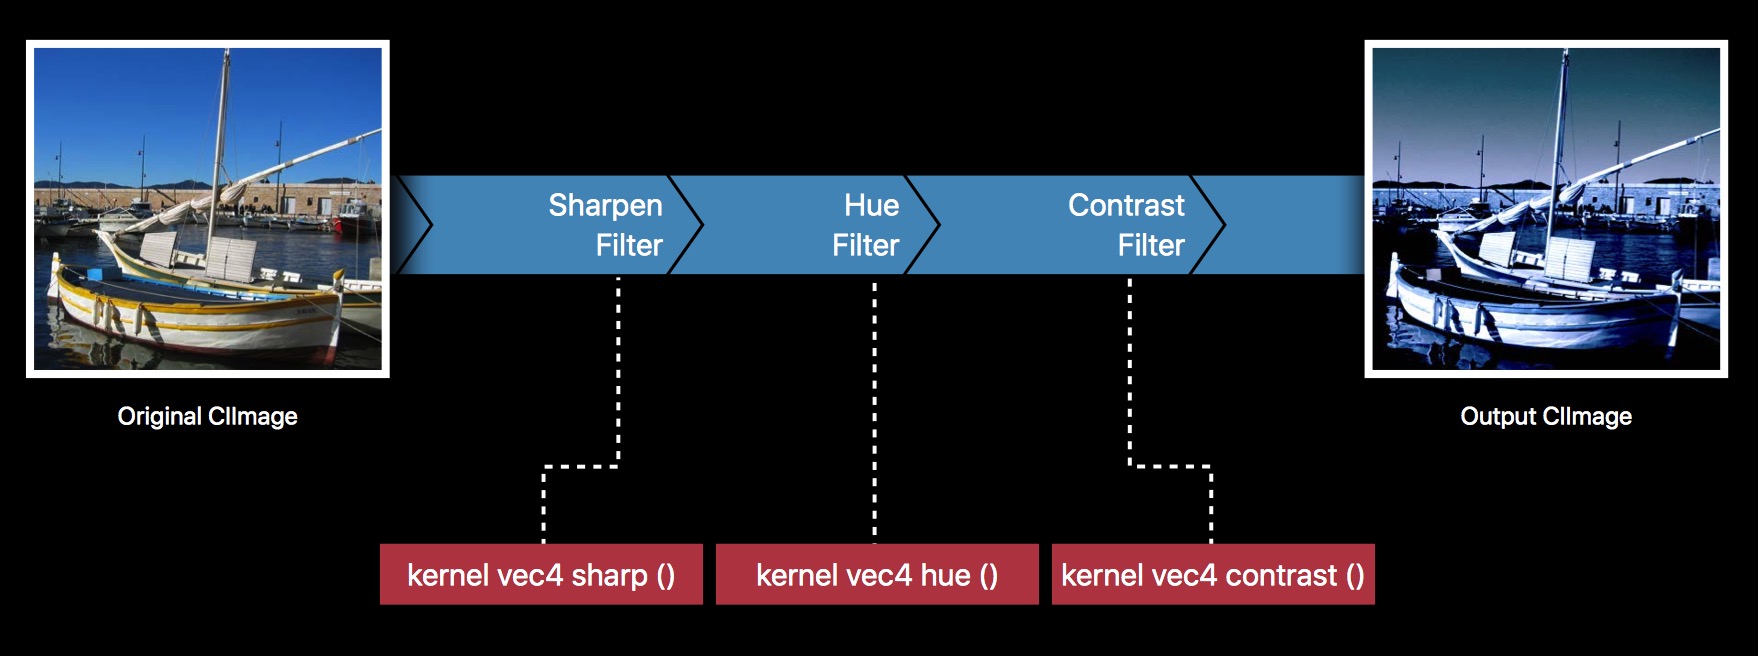 Sharpen
Filter
Hue
Filter
Contrast
Filter
Original CIImage
Output CIImage
kernel vec4 sharp ()
kernel vec4 hue ()
kernel vec4 contrast ()